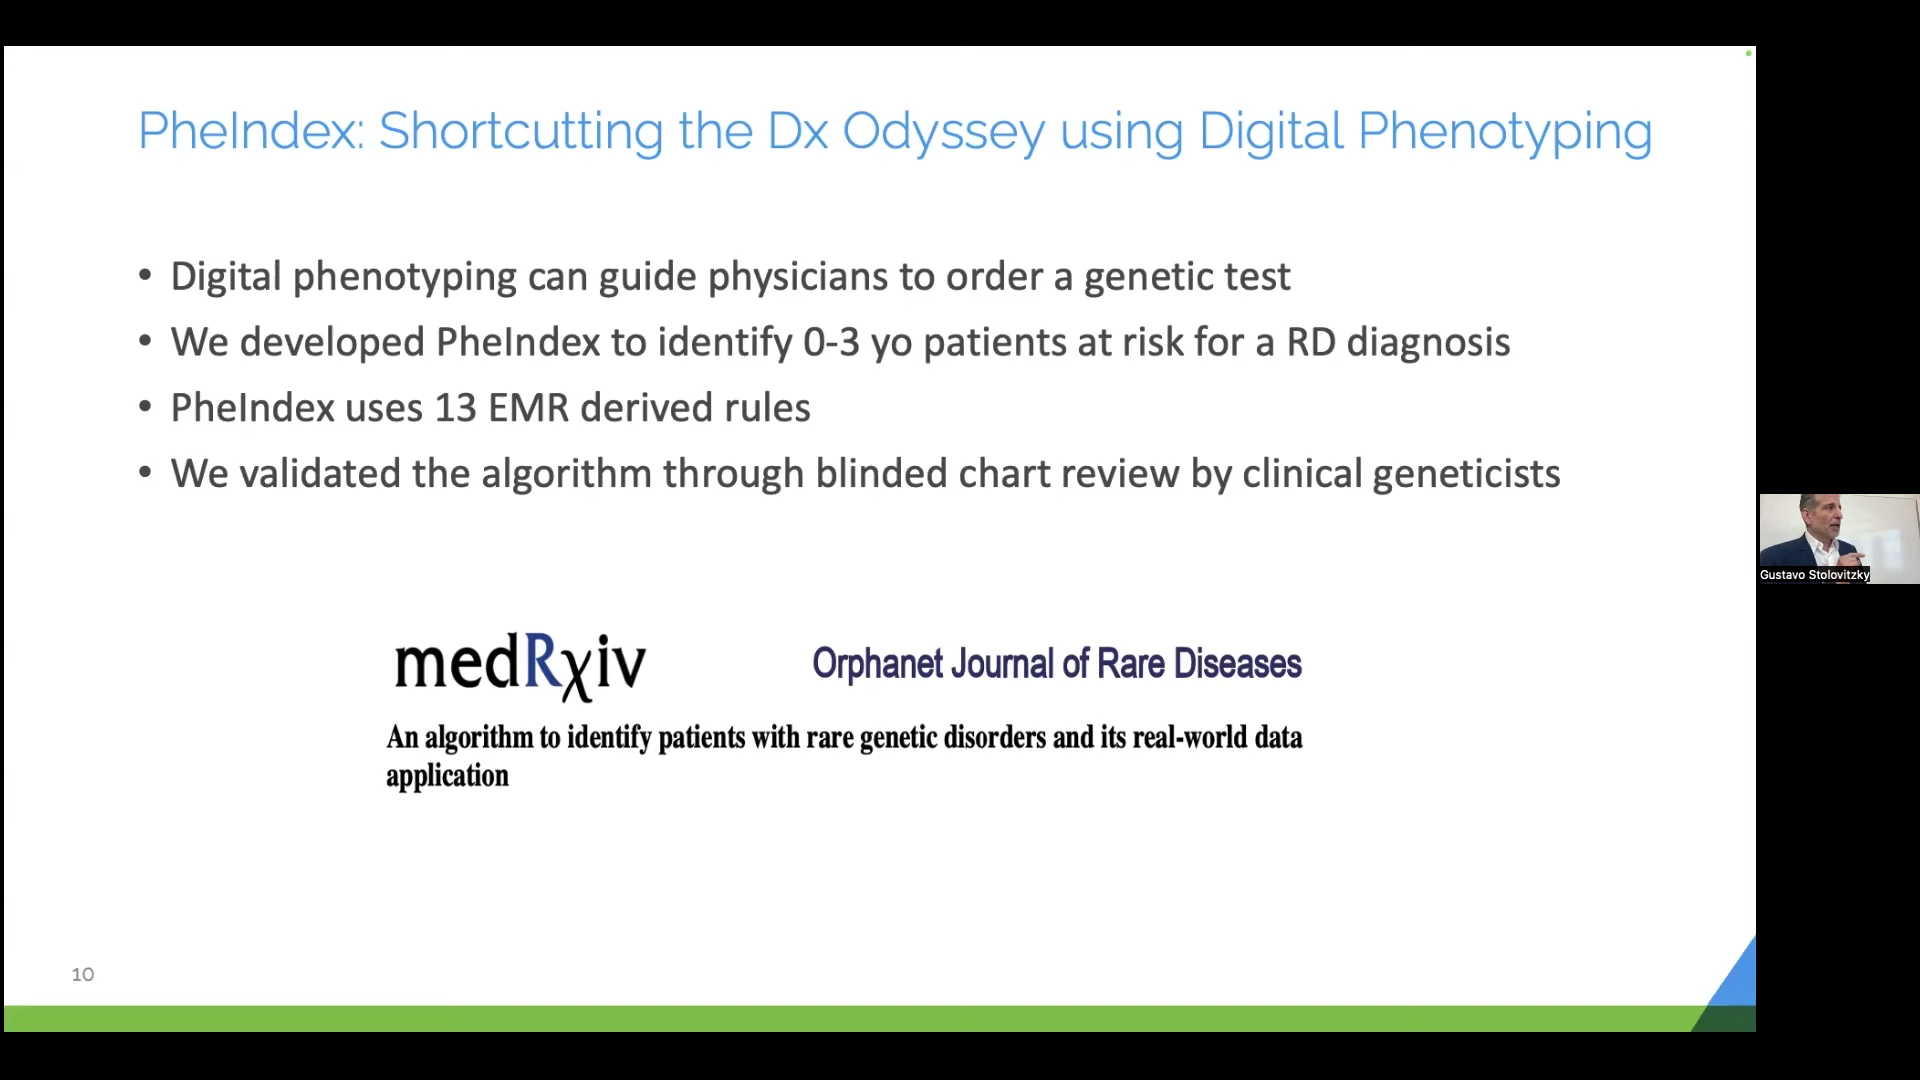 PheIndex: Shortcutting the Dx Odyssey using Digital Phenotyping
• Digital phenotyping can guide physicians to order a genetic test
• We developed PheIndex to identify 0-3 yo patients at risk for a RD diagnosis
• PheIndex uses 13 EMR derived rules
• We validated the algorithm through blinded chart review by clinical geneticists
medRχiv
Orphanet Journal of Rare Diseases
An algorithm to identify patients with rare genetic disorders and its real-world data
application
10
Gustavo Stolovitzky